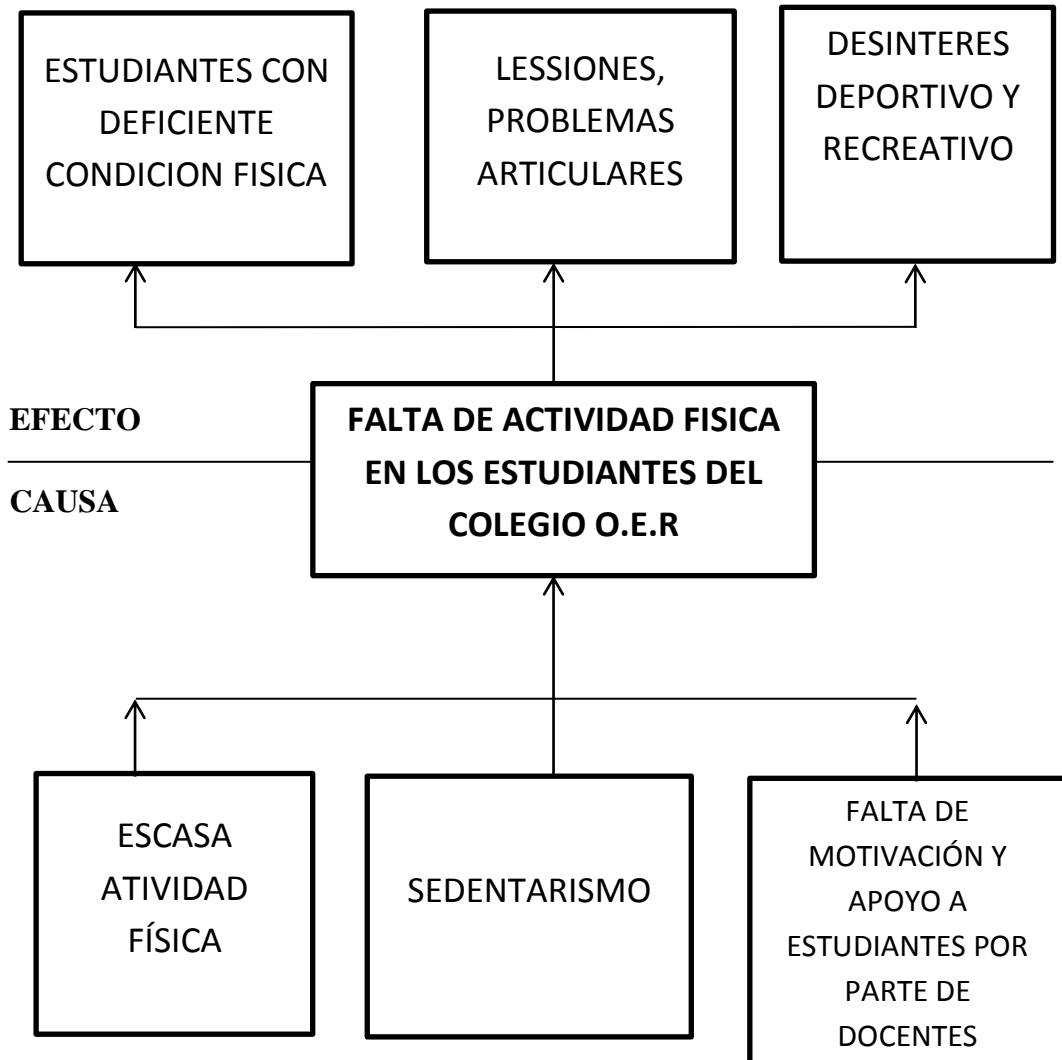 ESTUDIANTES CON
DEFICIENTE
CONDICION FISICA
LESSIONES,
PROBLEMAS
ARTICULARES
DESINTERES
DEPORTIVO Y
RECREATIVO
EFECTO
FALTA DE ACTIVIDAD FISICA
EN LOS ESTUDIANTES DEL
COLEGIO O.E.R
CAUSA
ESCASA
ATIVIDAD
FÍSICA
SEDENTARISMO
FALTA DE
MOTIVACIÓN Y
APOYO A
ESTUDIANTES POR
PARTE DE
DOCENTES